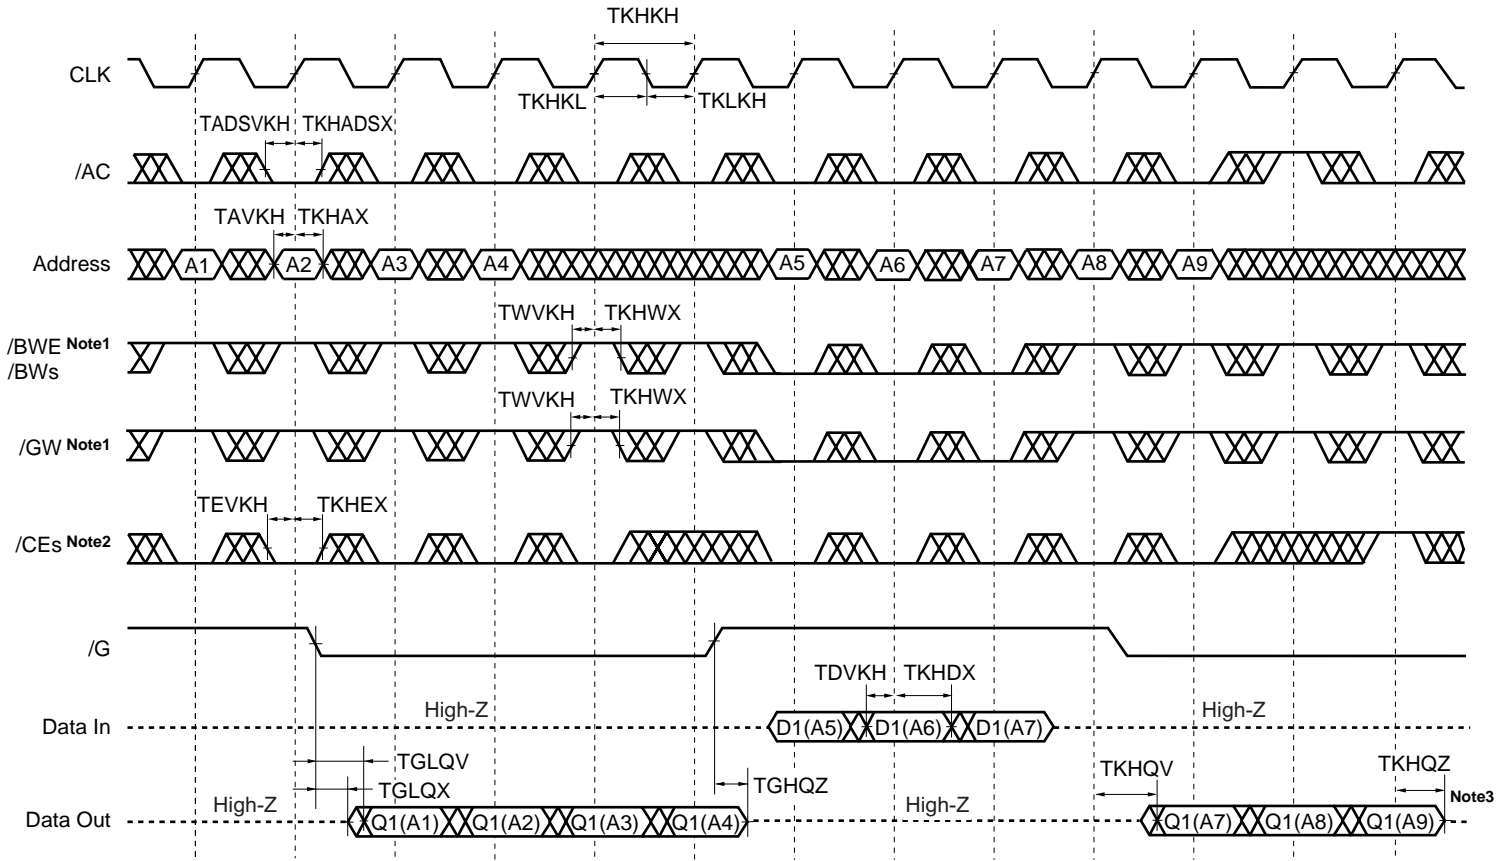 TKHKH
CLK
TKHKL
TKLKH
TADSVKH TKHADSX
/AC
TAVKH TKHAX
Address A1 A2 A3 A4 A5 A6 A7 A8 A9
TWVKH TKHWX
/BWE Note1
/BWs
TWVKH TKHWX
/GW Note1
TEVKH TKHEX
/CEs Note2
/G
TDVKH TKHDX
High-Z High-Z
Data In D1(A5) D1(A6) D1(A7)
TGLQV
TKHQV TKHQZ
TGLQX TGHQZ
High-Z High-Z Note3
Data Out Q1(A1) Q1(A2) Q1(A3) Q1(A4) Q1(A7) Q1(A8) Q1(A9)